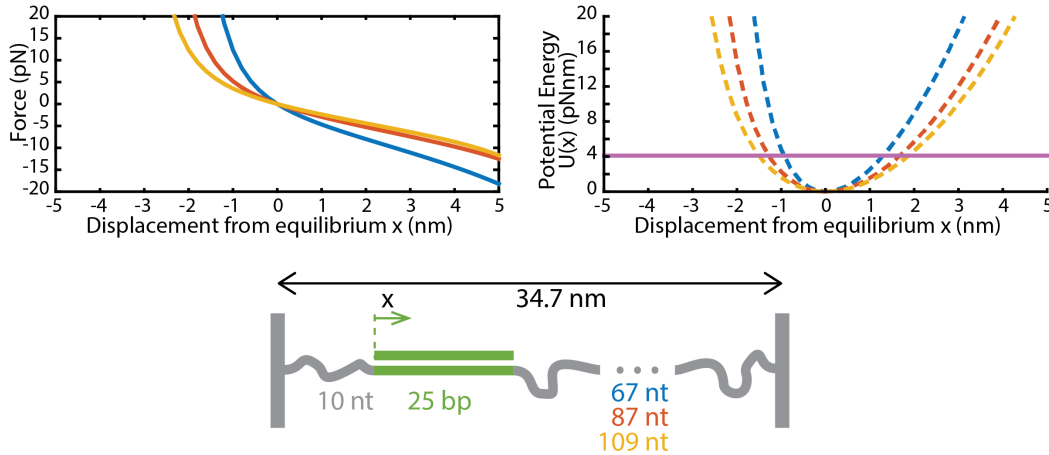 Force (pN)
20
15
10
5
0
-5
-10
-15
-20
-5 -4 -3 -2 -1 0 1 2 3 4 5
Displacement from equilibrium x (nm)
Potential Energy
U(x) (pNnm)
20
16
12
8
4
0
-5 -4 -3 -2 -1 0 1 2 3 4 5
Displacement from equilibrium x (nm)
34.7 nm
x
10 nt
25 bp
67 nt
87 nt
109 nt